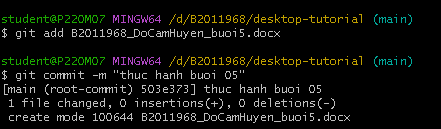 student@P22OM07 MINGW64 /d/B2011968/desktop-tutorial (main)
$ git add B2011968_DoCamHuyen_buoi5.docx
student@P22OM07 MINGW64 /d/B2011968/desktop-tutorial (main)
$ git commit -m "thuc hanh buoi 05"
[main (root-commit) 503e373] thuc hanh buoi 05
1 file changed, 0 insertions(+), 0 deletions(-)
create mode 100644 B2011968_DoCamHuyen_buoi5.docx